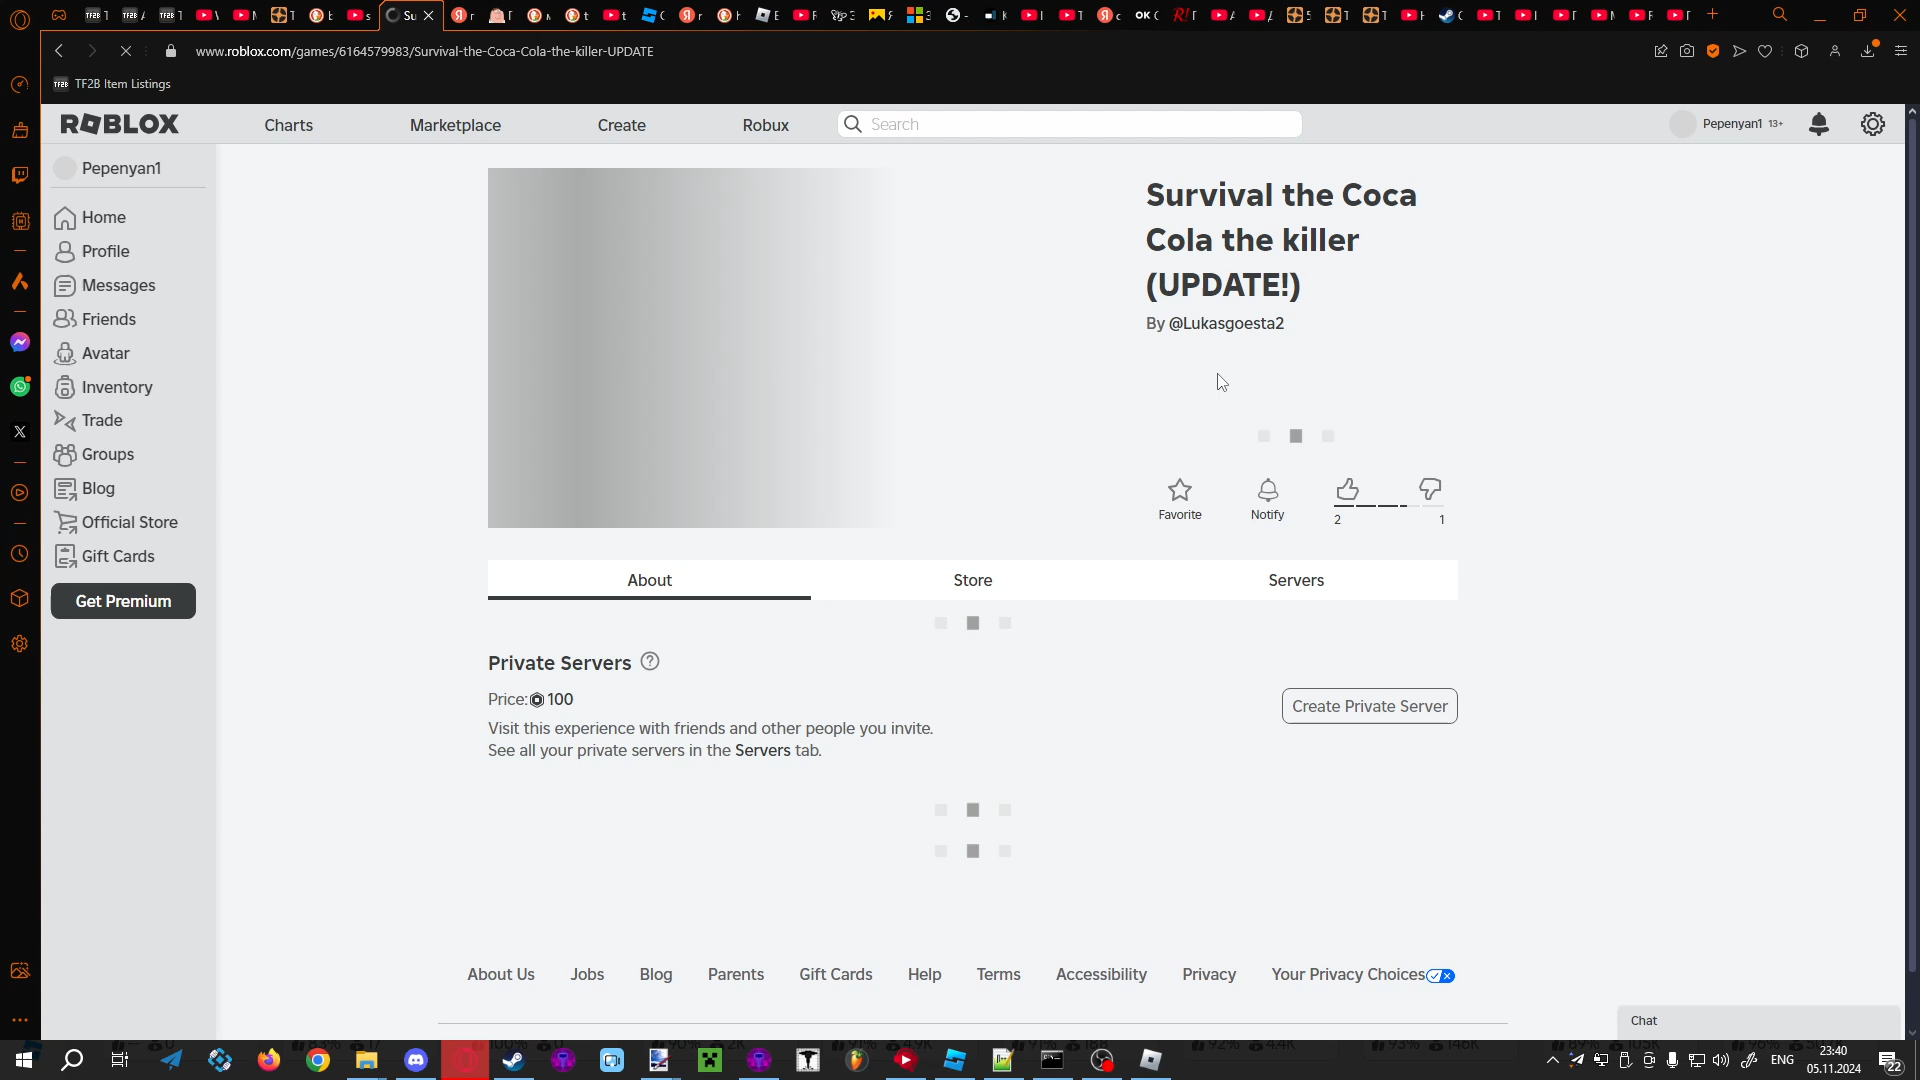 www.roblox.com/games/6164579983/Survival-the-Coca-Cola-the-killer-UPDATE
TF2B Item Listings
ROBLOX
Charts
Marketplace
Create
Robux
Search
Pepenyan1 13+
Pepenyan1
Home
Profile
Messages
Friends
Avatar
Inventory
Trade
Groups
Blog
Official Store
Gift Cards
Get Premium
Survival the Coca
Cola the killer
(UPDATE!)
By @Lukasgoesta2
Favorite
Notify
2
1
About
Store
Servers
Private Servers
Price: 100
Visit this experience with friends and other people you invite.
See all your private servers in the Servers tab.
Create Private Server
About Us
Jobs
Blog
Parents
Gift Cards
Help
Terms
Accessibility
Privacy
Your Privacy Choices
Chat
ENG
23:40
05.11.2024
22